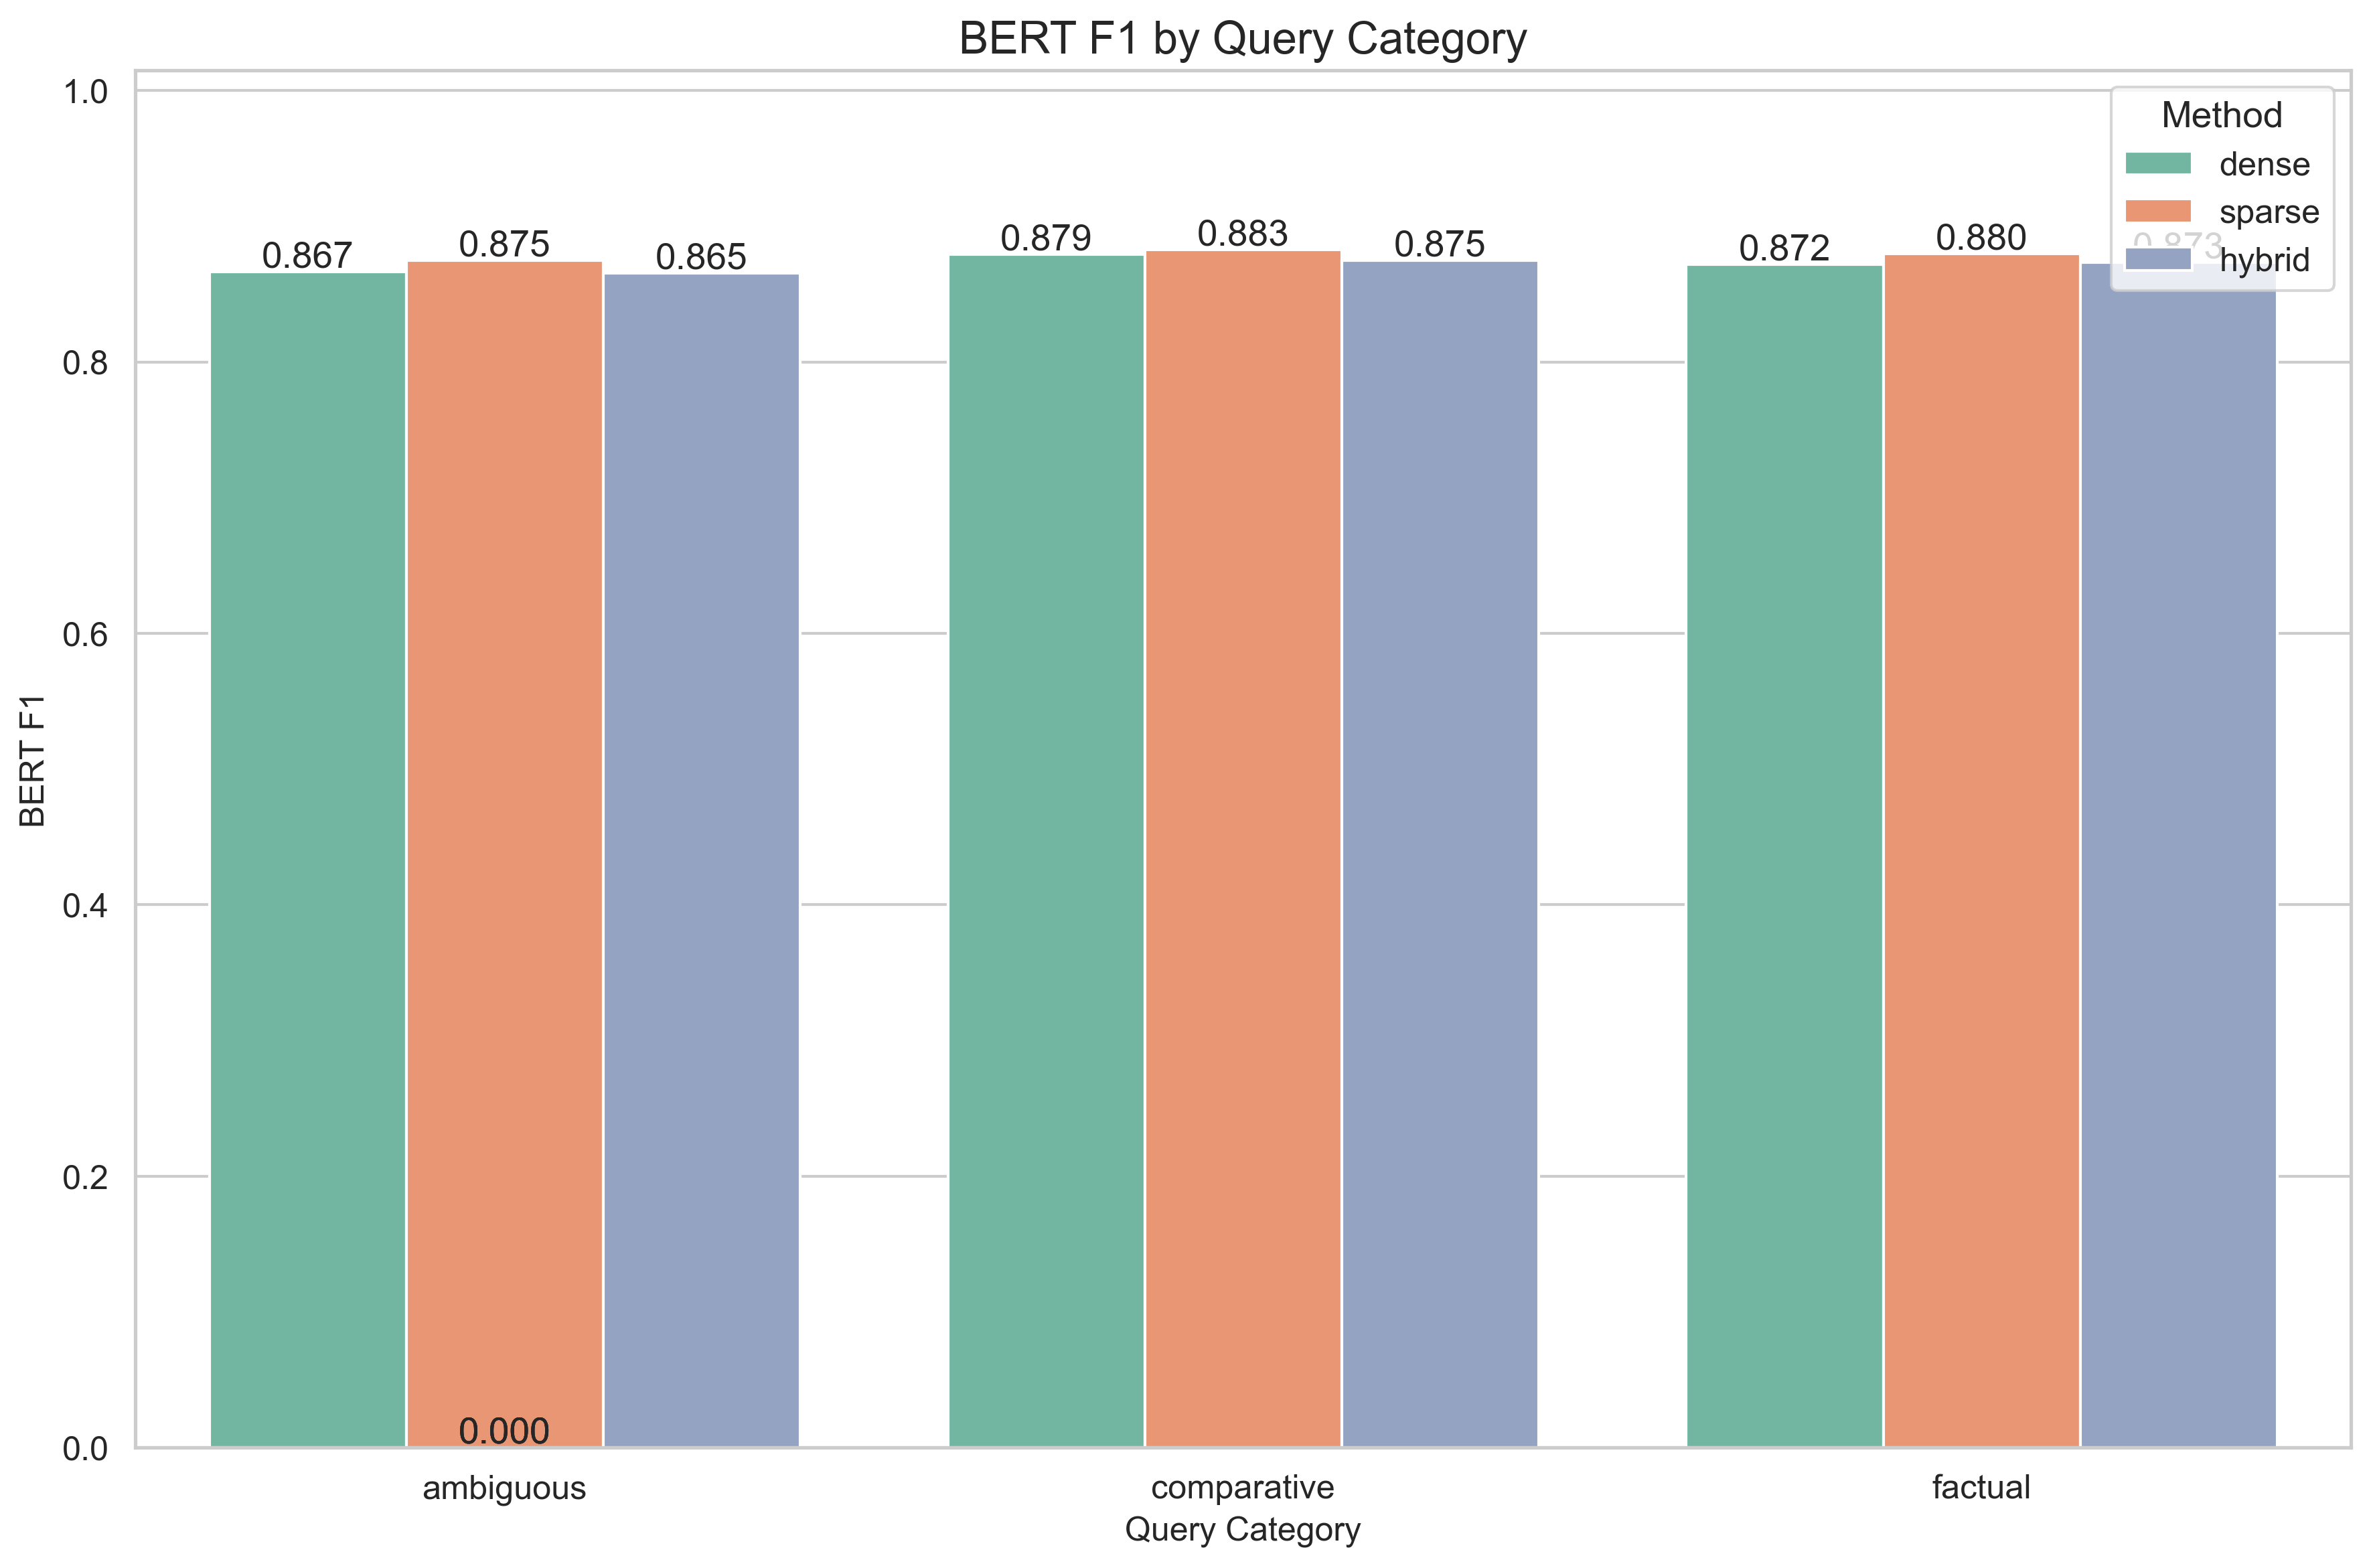 BERT F1 by Query Category
1.0
0.8
0.6
0.4
0.2
0.0
BERT F1
Method
dense
sparse
hybrid
0.867
0.875
0.865
0.879
0.883
0.875
0.872
0.880
0.873
0.000
ambiguous
comparative
factual
Query Category